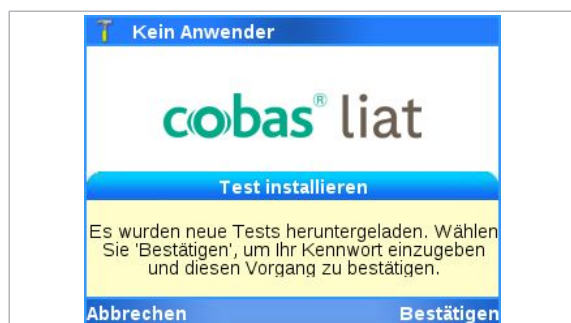 Kein Anwender
cobas® liat
Test installieren
Es wurden neue Tests heruntergeladen. Wählen
Sie 'Bestätigen', um Ihr Kennwort einzugeben
und diesen Vorgang zu bestätigen.
Abbrechen Bestätigen